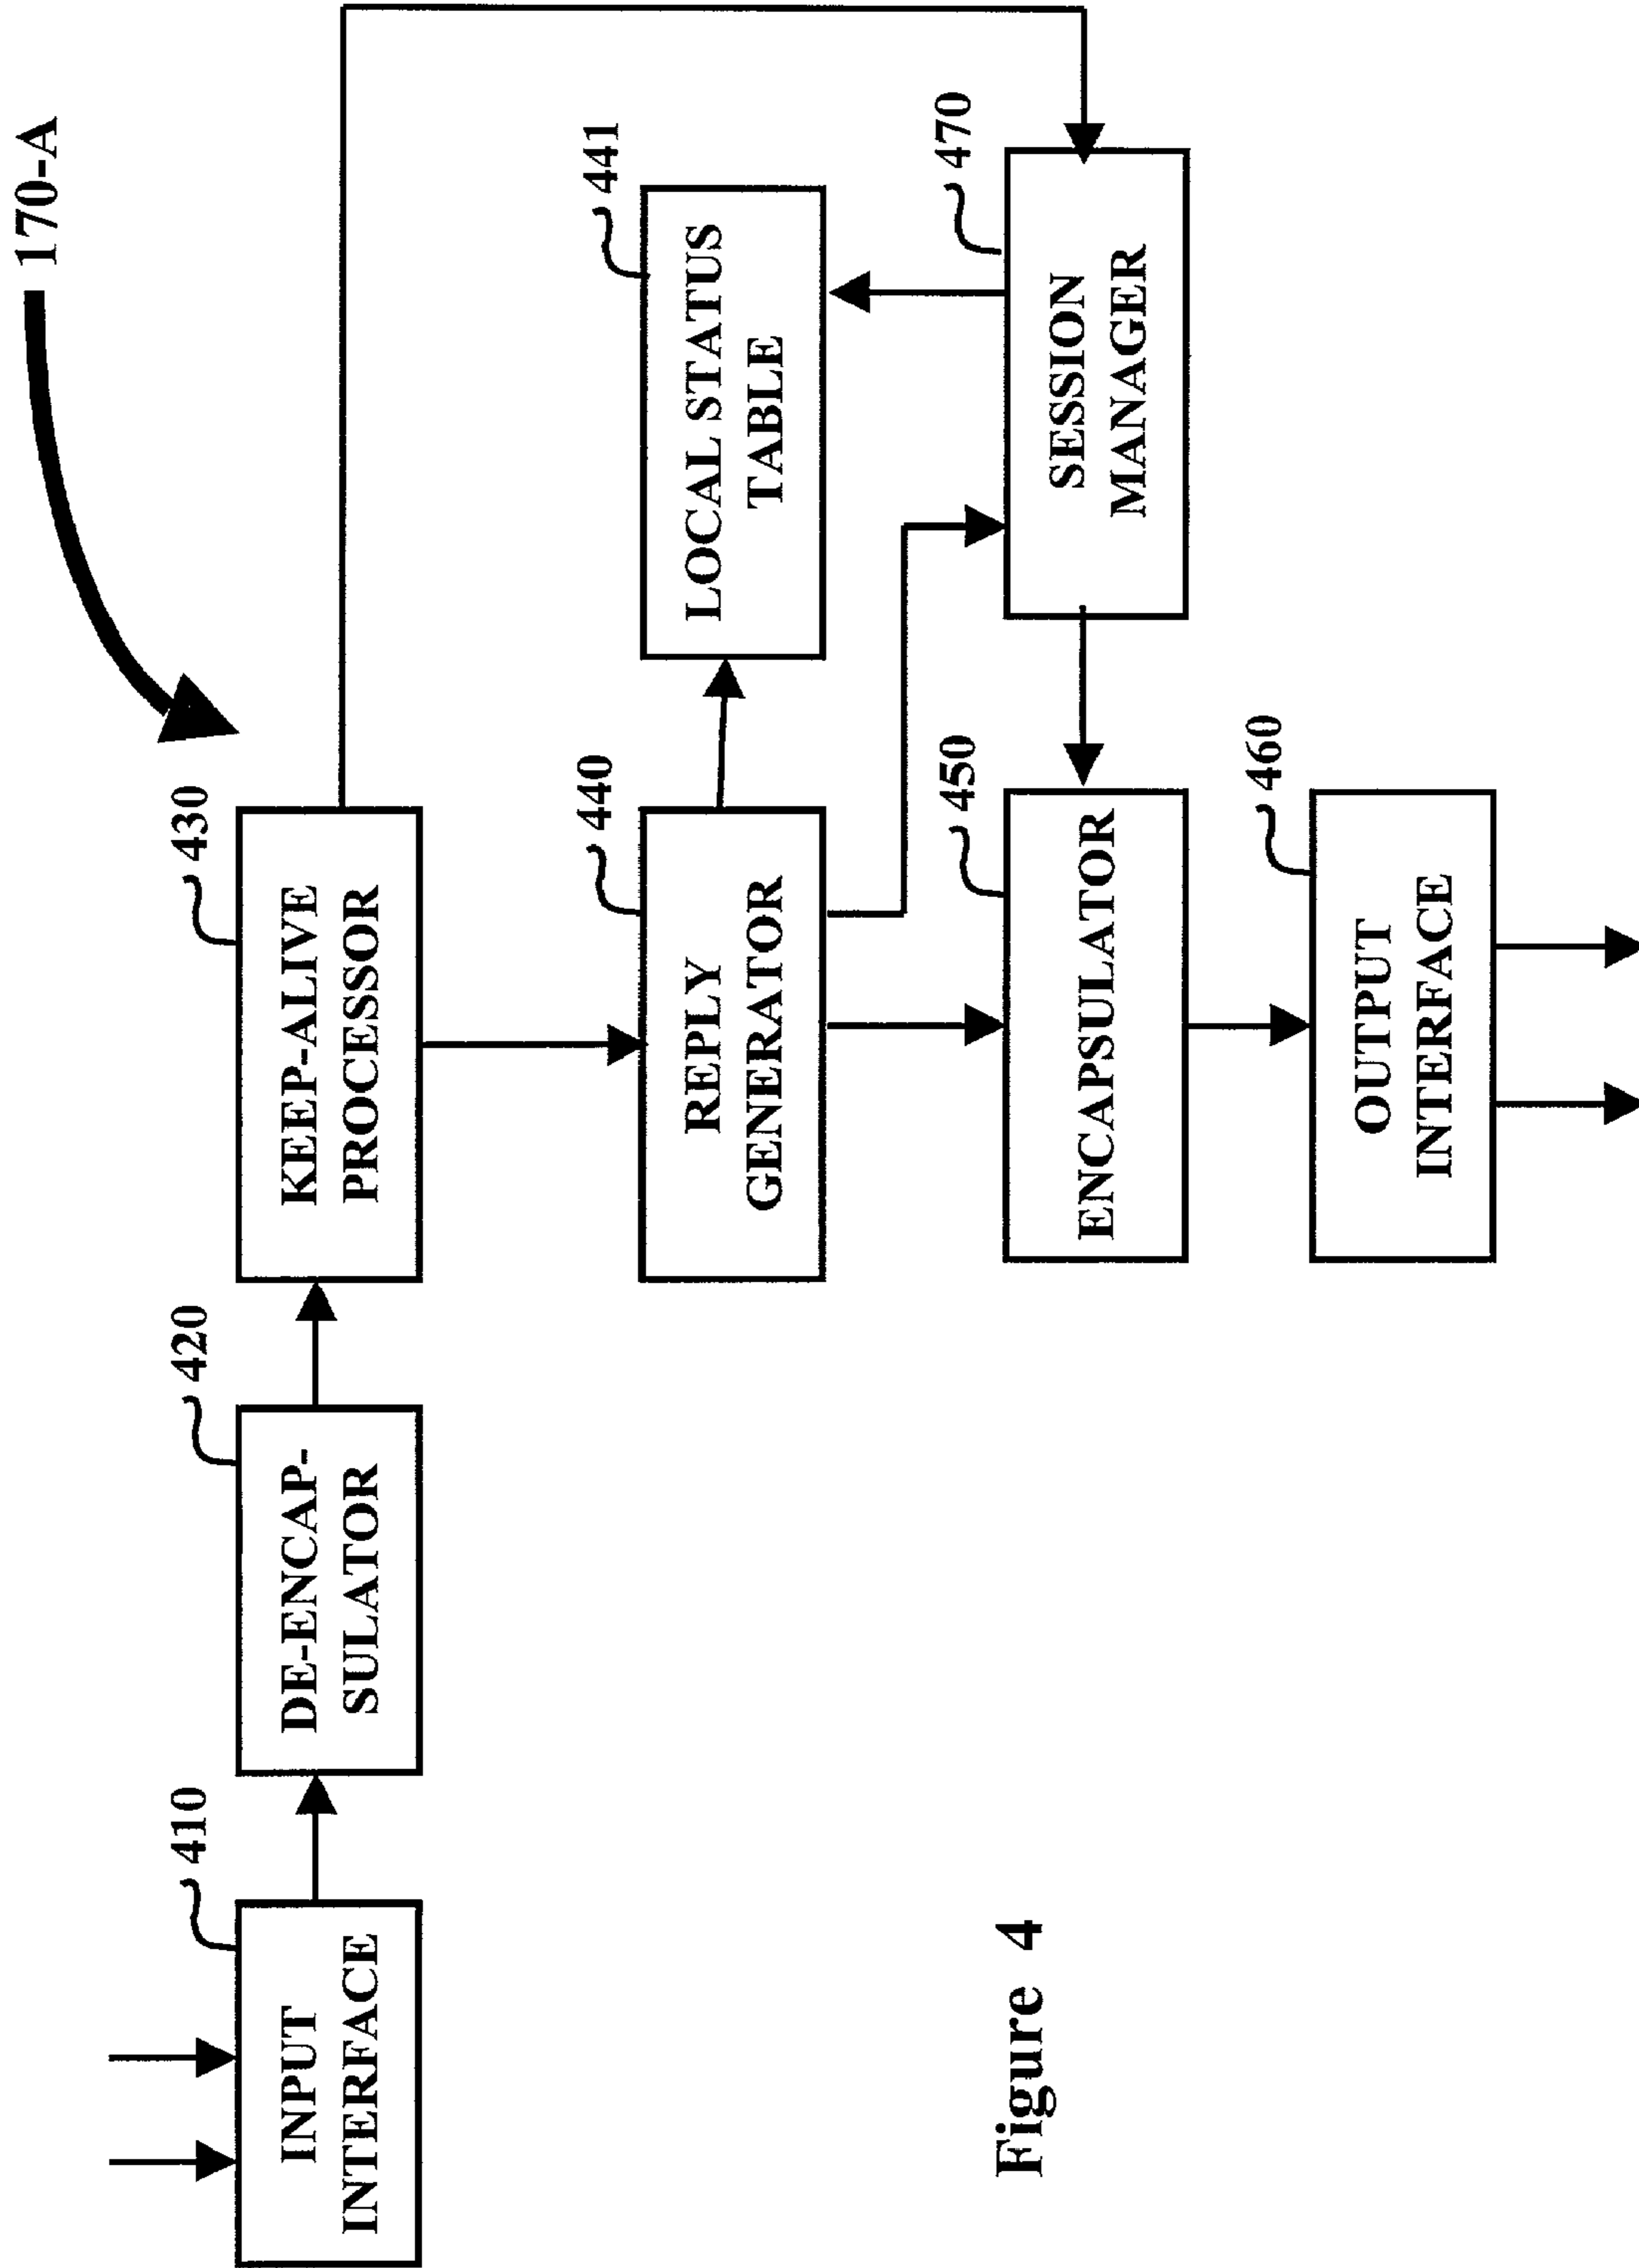 170-A
410
INPUT
INTERFACE
420
DE-ENCAP-
SULATOR
430
KEEP-ALIVE
PROCESSOR
440
REPLY
GENERATOR
441
LOCAL STATUS
TABLE
450
ENCAPSULATOR
470
SESSION
MANAGER
460
OUTPUT
INTERFACE
Figure 4